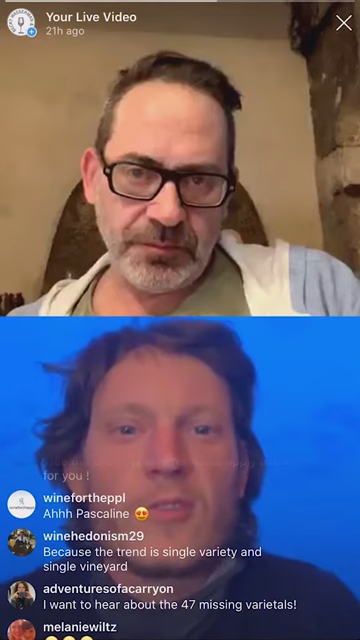 Your Live Video
21h ago
for you !
winefortheppl
Ahhh Pascaline 😍
winehedonism29
Because the trend is single variety and
single vineyard
adventuresofacarryon
I want to hear about the 47 missing varietals!
melaniewiltz